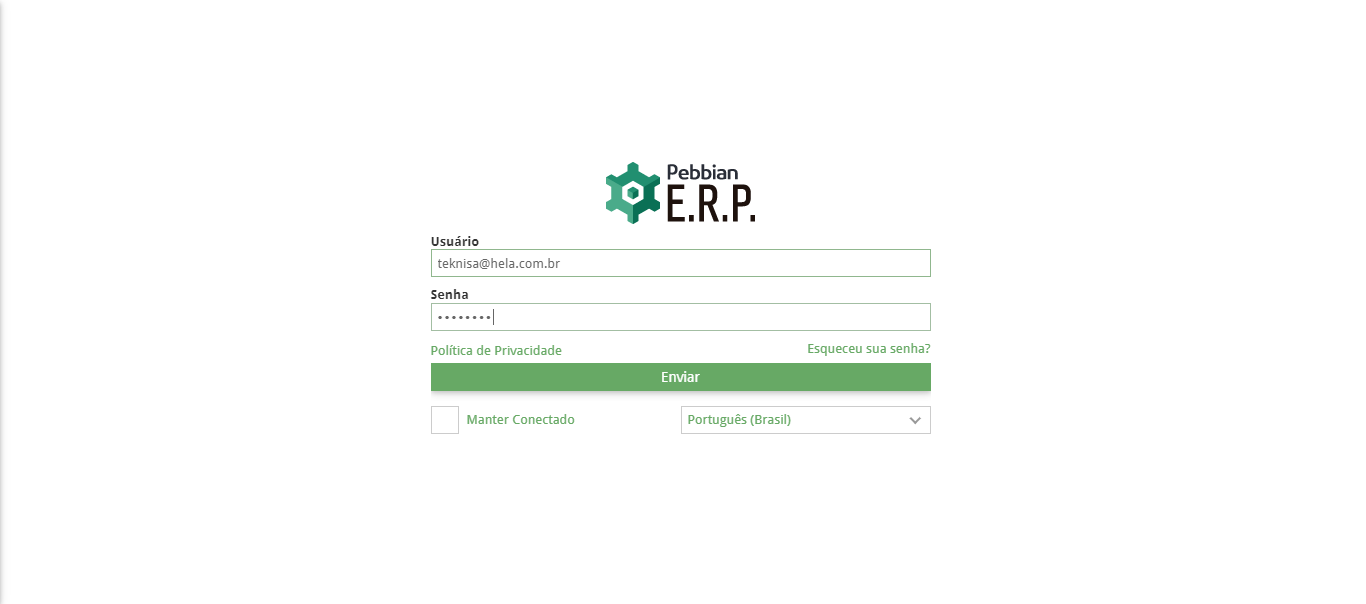 Pebbian
E.R.P.
Usuário
teknisa@hela.com.br
Senha
••••••••
Política de Privacidade
Esqueceu sua senha?
Enviar
Manter Conectado
Português (Brasil)